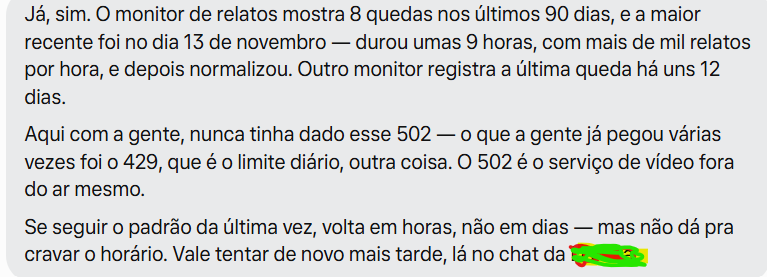 Já, sim. O monitor de relatos mostra 8 quedas nos últimos 90 dias, e a maior
recente foi no dia 13 de novembro — durou umas 9 horas, com mais de mil relatos
por hora, e depois normalizou. Outro monitor registra a última queda há uns 12
dias.
Aqui com a gente, nunca tinha dado esse 502 — o que a gente já pegou várias
vezes foi o 429, que é o limite diário, outra coisa. O 502 é o serviço de vídeo fora
do ar mesmo.
Se seguir o padrão da última vez, volta em horas, não em dias — mas não dá pra
cravar o horário. Vale tentar de novo mais tarde, lá no chat da